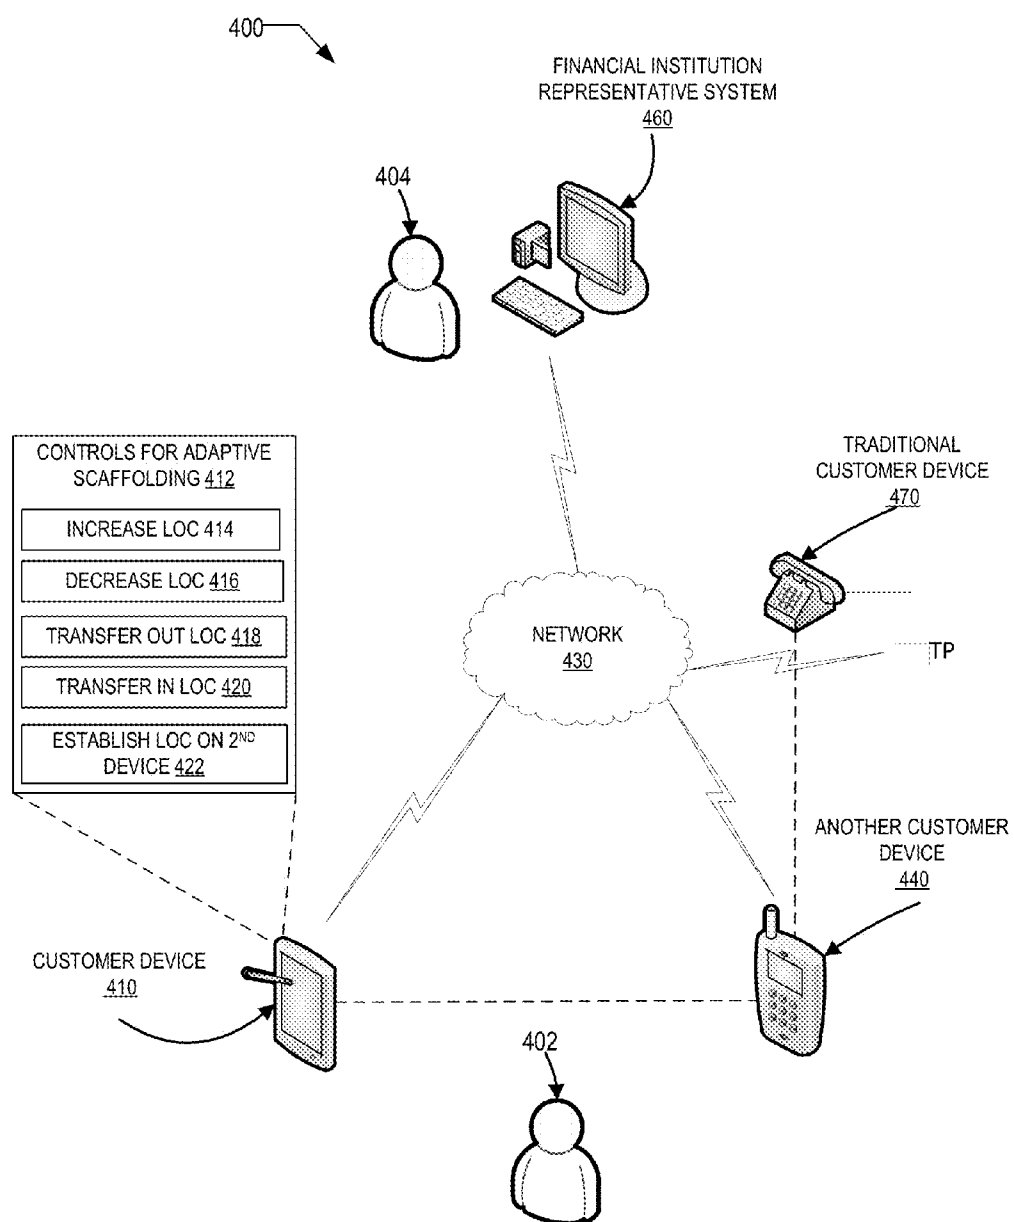 400
FINANCIAL INSTITUTION
REPRESENTATIVE SYSTEM
460
404
CONTROLS FOR ADAPTIVE
SCAFFOLDING 412
INCREASE LOC 414
DECREASE LOC 416
TRANSFER OUT LOC 418
TRANSFER IN LOC 420
ESTABLISH LOC ON 2ND
DEVICE 422
TRADITIONAL
CUSTOMER DEVICE
470
NETWORK
430
TP
ANOTHER CUSTOMER
DEVICE
440
CUSTOMER DEVICE
410
402